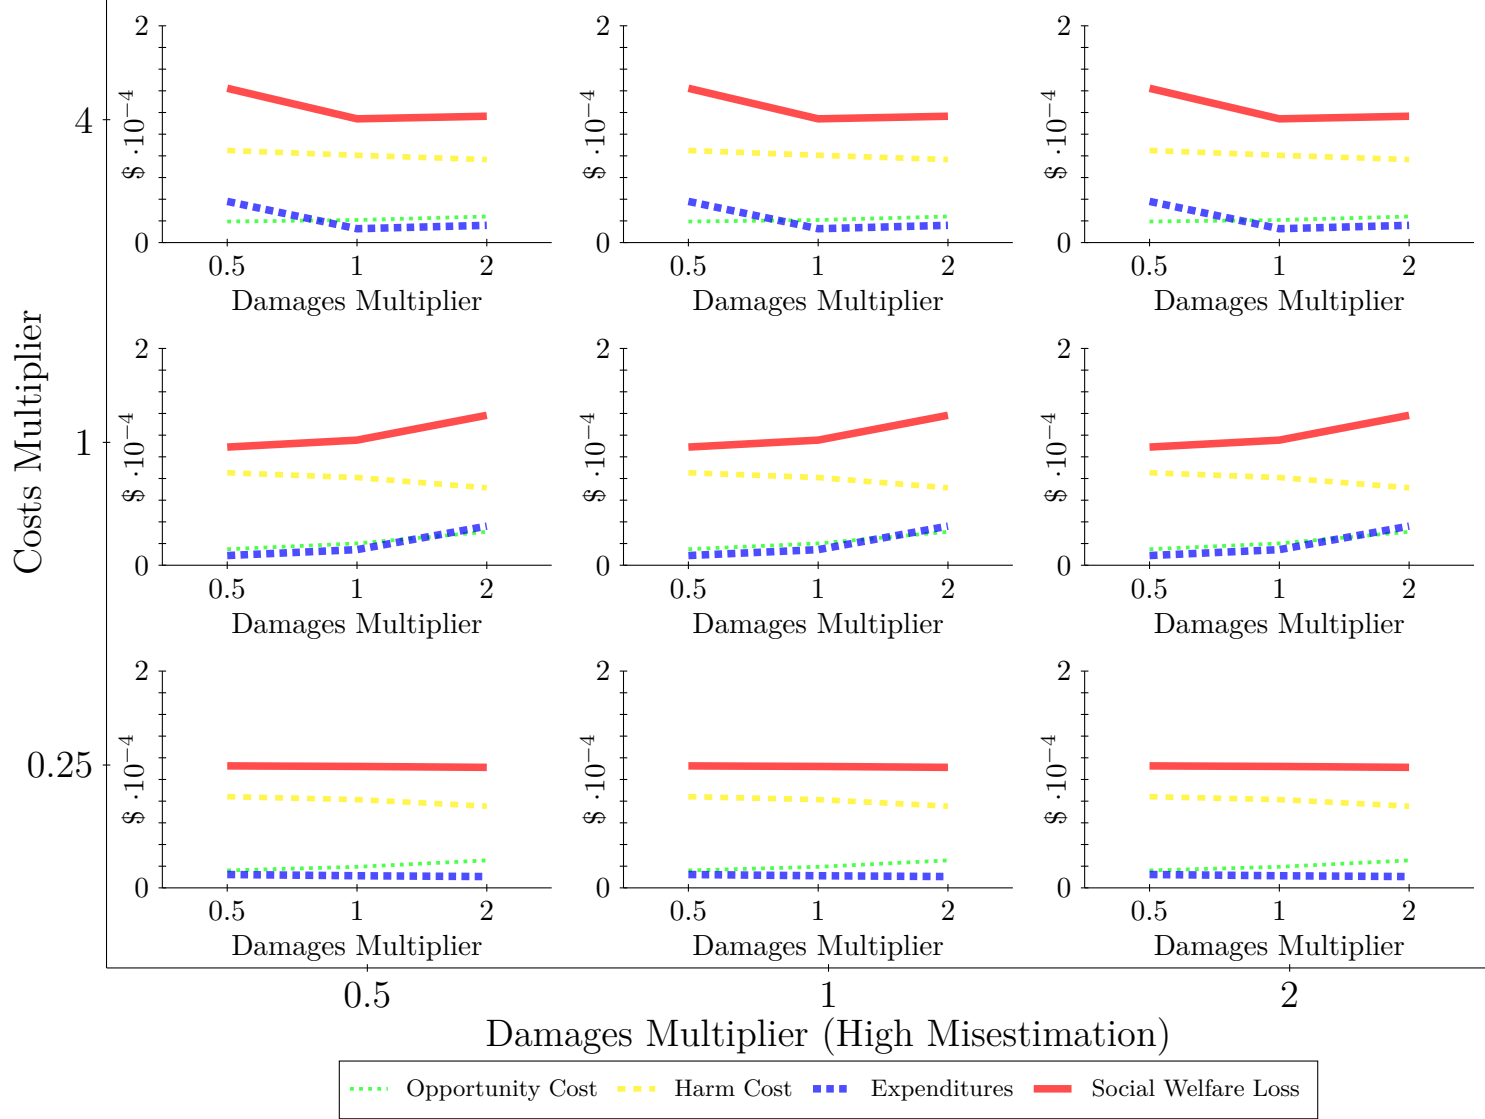 2 2 2
4
$ ·10−4 $ ·10−4 $ ·10−4
0 0 0
0.5 1 2 0.5 1 2 0.5 1 2
Damages Multiplier Damages Multiplier Damages Multiplier
Costs Multiplier
2 2 2
1
$ ·10−4 $ ·10−4 $ ·10−4
0 0 0
0.5 1 2 0.5 1 2 0.5 1 2
Damages Multiplier Damages Multiplier Damages Multiplier
2 2 2
0.25
$ ·10−4 $ ·10−4 $ ·10−4
0 0 0
0.5 1 2 0.5 1 2 0.5 1 2
Damages Multiplier Damages Multiplier Damages Multiplier
0.5 1 2
Damages Multiplier (High Misestimation)
Opportunity Cost Harm Cost Expenditures Social Welfare Loss